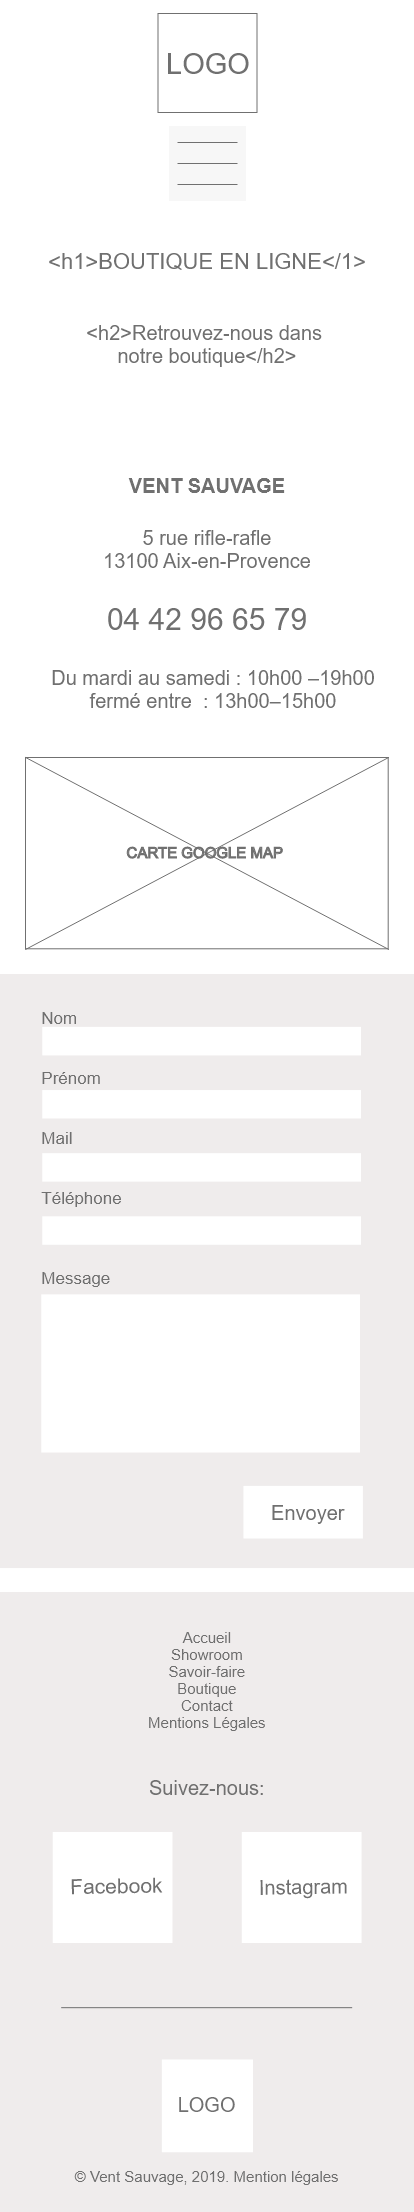 LOGO
<h1>BOUTIQUE EN LIGNE</1>
<h2>Retrouvez-nous dans
notre boutique</h2>
VENT SAUVAGE
5 rue rifle-rafle
13100 Aix-en-Provence
04 42 96 65 79
Du mardi au samedi : 10h00 –19h00
fermé entre  : 13h00–15h00
CARTE GOOGLE MAP
Nom
Prénom
Mail
Téléphone
Message
Envoyer
Accueil
Showroom
Savoir-faire
Boutique
Contact
Mentions Légales
Suivez-nous:
Facebook
Instagram
LOGO
© Vent Sauvage, 2019. Mention légales